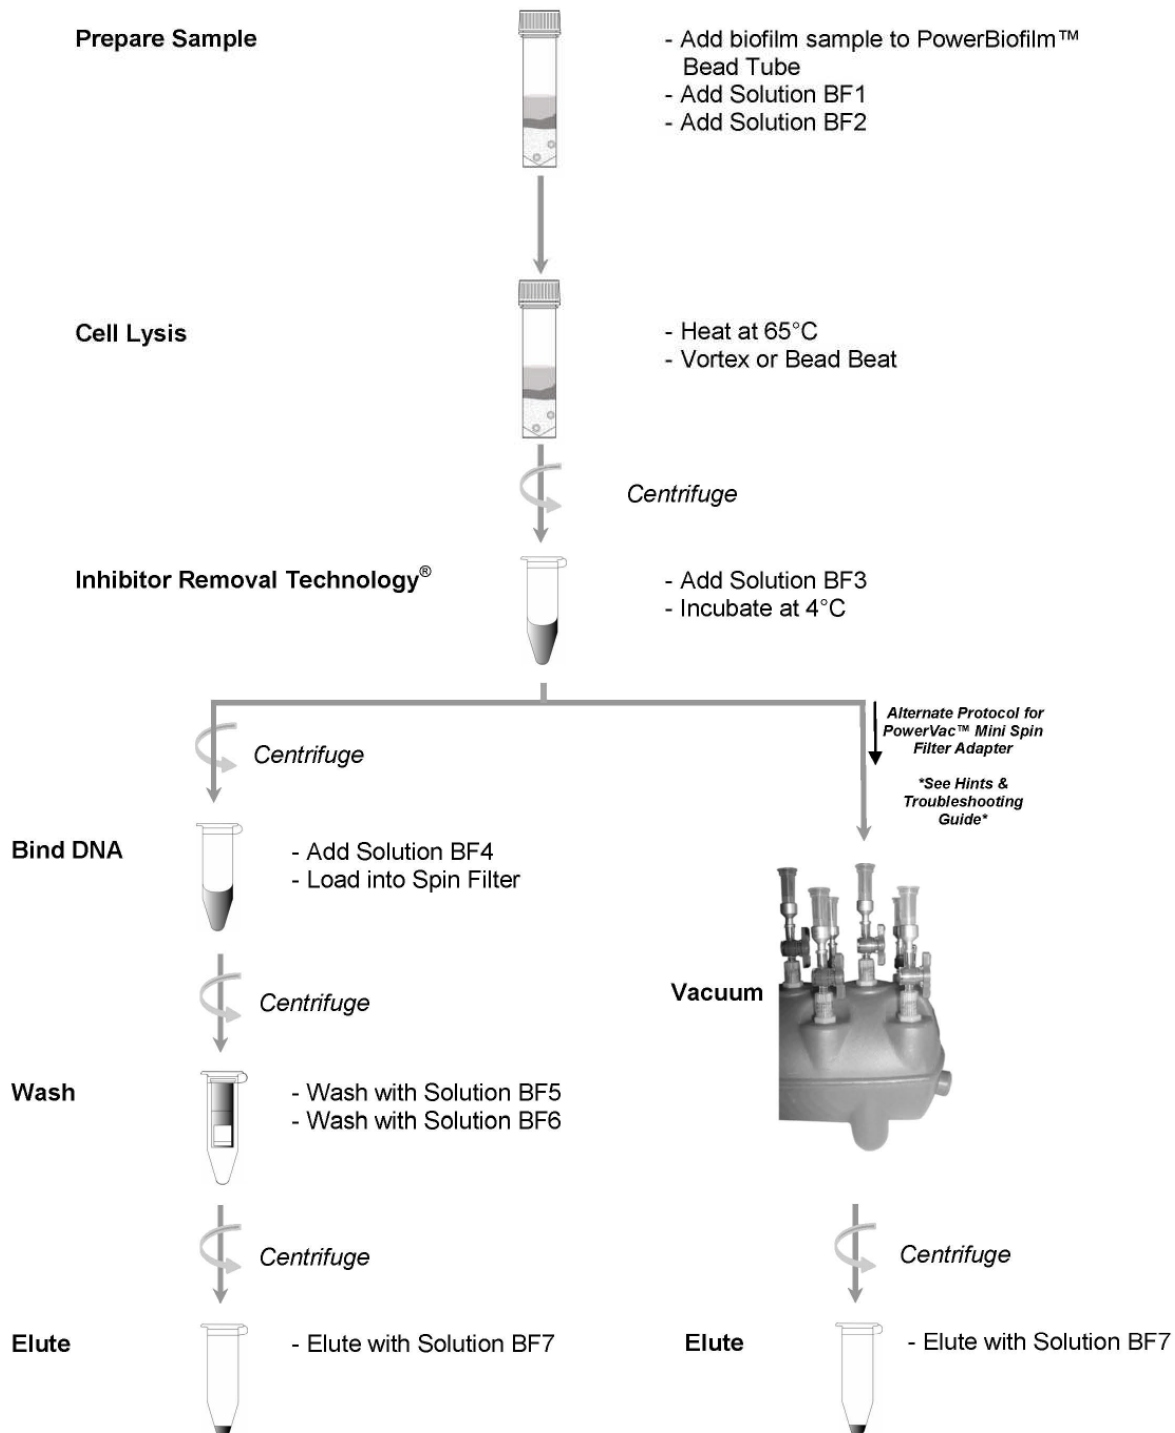 Prepare Sample
- Add biofilm sample to PowerBiofilm™
Bead Tube
- Add Solution BF1
- Add Solution BF2
Cell Lysis
- Heat at 65°C
- Vortex or Bead Beat
Centrifuge
Inhibitor Removal Technology®
- Add Solution BF3
- Incubate at 4°C
Centrifuge
Alternate Protocol for
PowerVac™ Mini Spin
Filter Adapter
*See Hints &
Troubleshooting
Guide*
Bind DNA
- Add Solution BF4
- Load into Spin Filter
Centrifuge
Vacuum
Wash
- Wash with Solution BF5
- Wash with Solution BF6
Centrifuge
Centrifuge
Elute
- Elute with Solution BF7
Elute
- Elute with Solution BF7